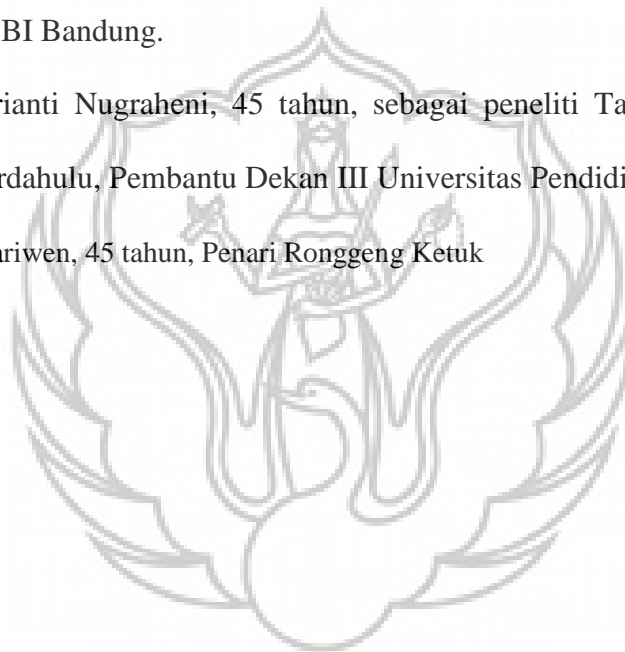 BI Bandung.
rianti Nugraheni, 45 tahun, sebagai peneliti Ta
rdahulu, Pembantu Dekan III Universitas Pendidi
ariwen, 45 tahun, Penari Ronggeng Ketuk